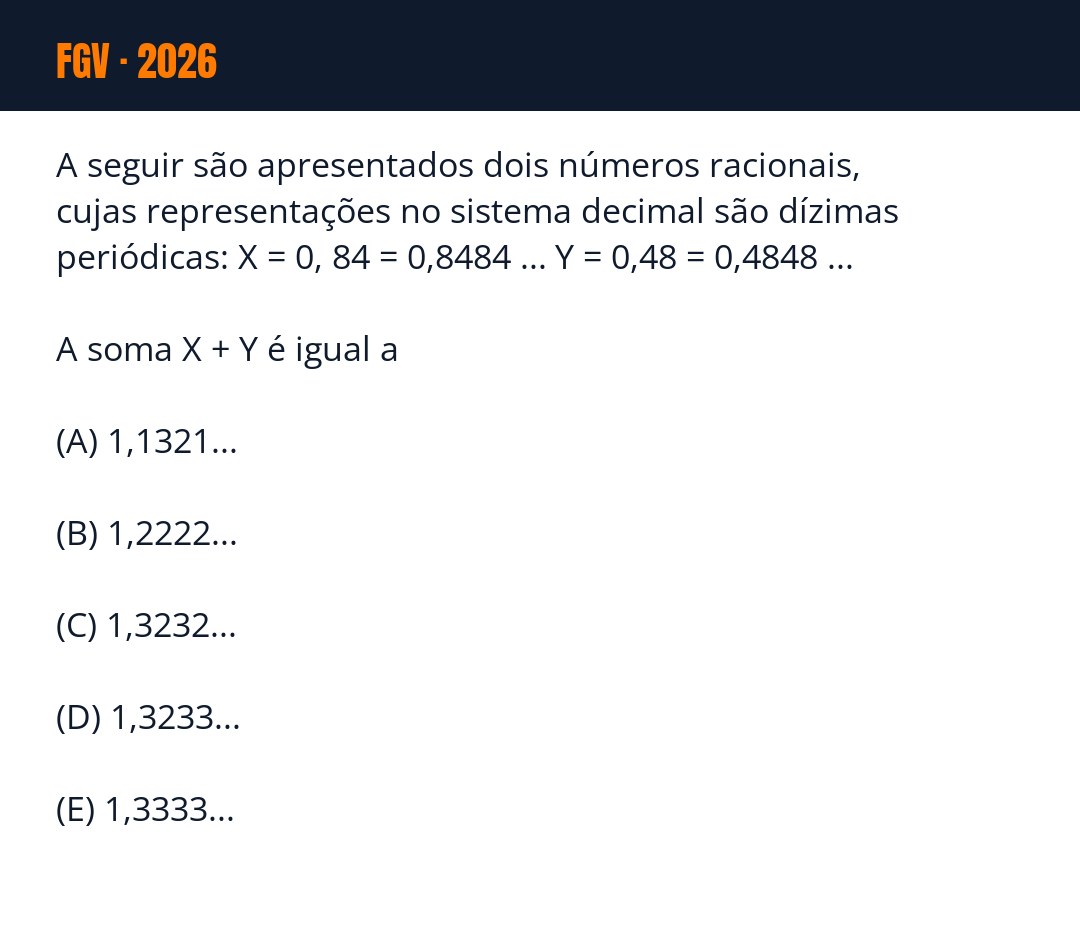 FGV · 2026
A seguir são apresentados dois números racionais,
cujas representações no sistema decimal são dízimas
periódicas: X = 0, 84 = 0,8484 ... Y = 0,48 = 0,4848 ...
A soma X + Y é igual a
(A) 1,1321...
(B) 1,2222...
(C) 1,3232...
(D) 1,3233...
(E) 1,3333...